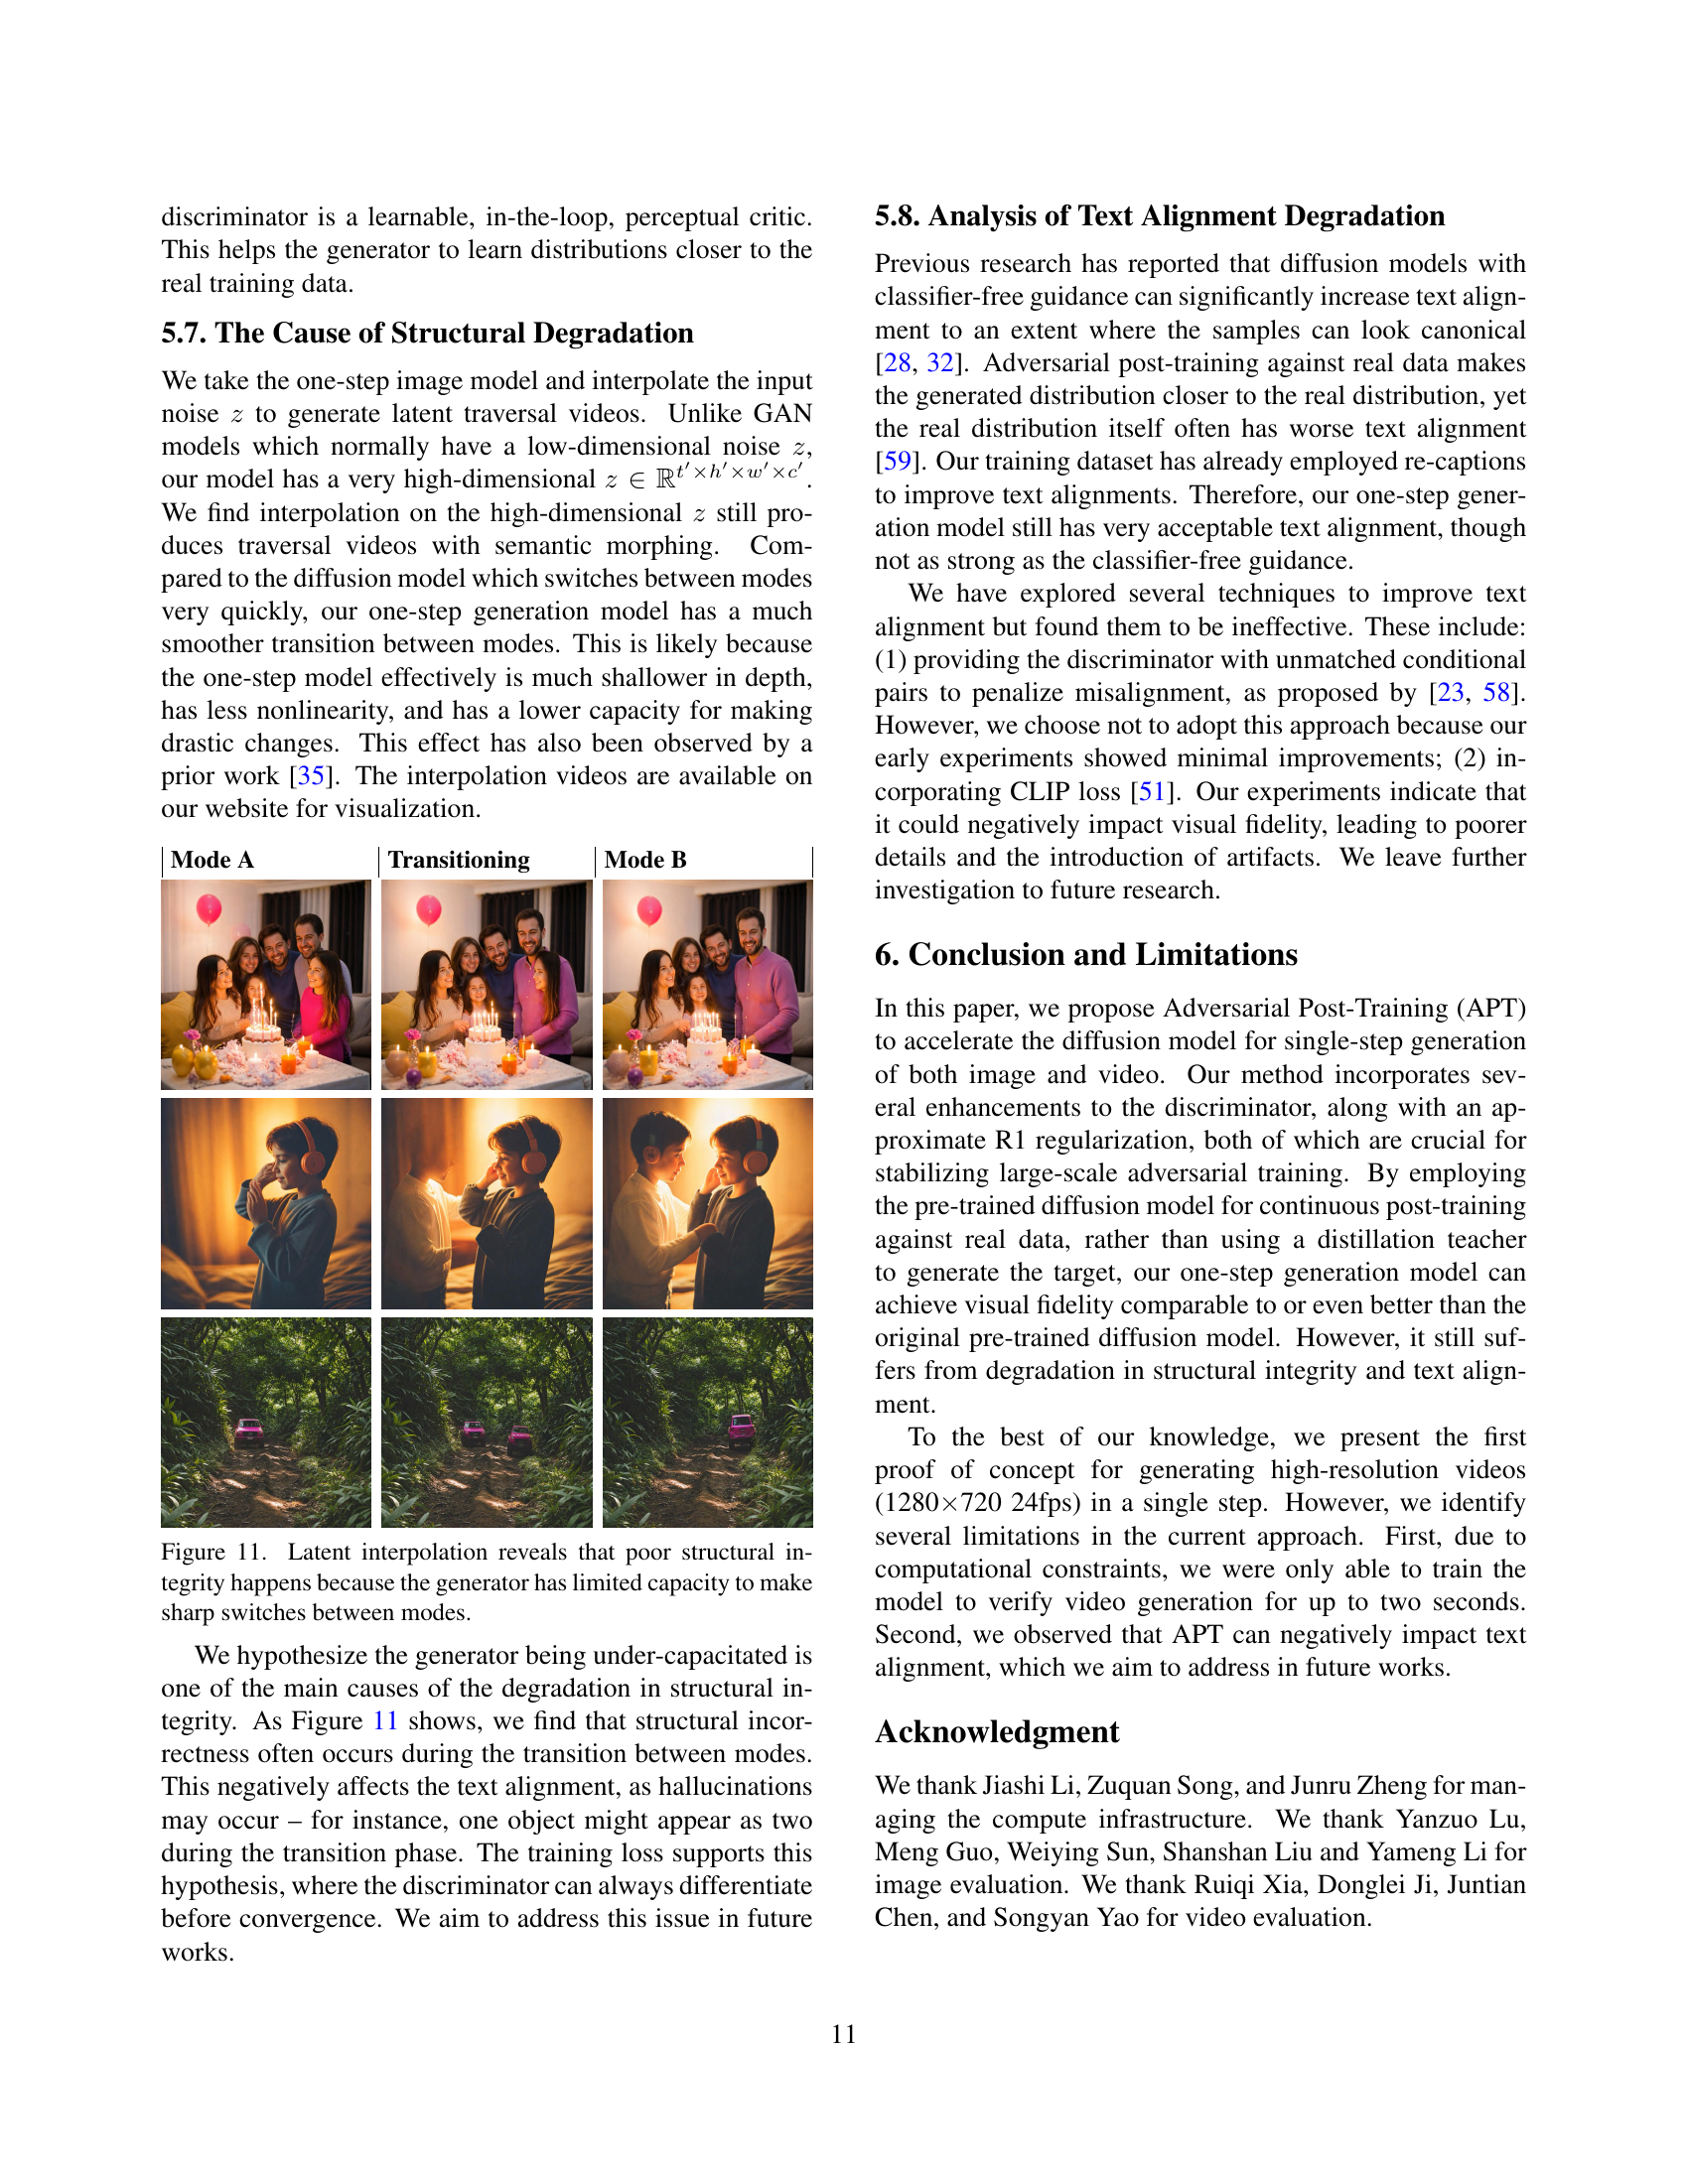 discriminator is a learnable, in-the-loop, perceptual critic.
This helps the generator to learn distributions closer to the
real training data.
5.7. The Cause of Structural Degradation
We take the one-step image model and interpolate the input
noise z to generate latent traversal videos. Unlike GAN
models which normally have a low-dimensional noise z,
our model has a very high-dimensional z ∈ ℝ^{t′×h′×w′×c′}.
We find interpolation on the high-dimensional z still pro-
duces traversal videos with semantic morphing. Com-
pared to the diffusion model which switches between modes
very quickly, our one-step generation model has a much
smoother transition between modes. This is likely because
the one-step model effectively is much shallower in depth,
has less nonlinearity, and has a lower capacity for making
drastic changes. This effect has also been observed by a
prior work [35]. The interpolation videos are available on
our website for visualization.
Mode A Transitioning Mode B
Figure 11. Latent interpolation reveals that poor structural in-
tegrity happens because the generator has limited capacity to make
sharp switches between modes.
We hypothesize the generator being under-capacitated is
one of the main causes of the degradation in structural in-
tegrity. As Figure 11 shows, we find that structural incor-
rectness often occurs during the transition between modes.
This negatively affects the text alignment, as hallucinations
may occur – for instance, one object might appear as two
during the transition phase. The training loss supports this
hypothesis, where the discriminator can always differentiate
before convergence. We aim to address this issue in future
works.
5.8. Analysis of Text Alignment Degradation
Previous research has reported that diffusion models with
classifier-free guidance can significantly increase text align-
ment to an extent where the samples can look canonical
[28, 32]. Adversarial post-training against real data makes
the generated distribution closer to the real distribution, yet
the real distribution itself often has worse text alignment
[59]. Our training dataset has already employed re-captions
to improve text alignments. Therefore, our one-step gener-
ation model still has very acceptable text alignment, though
not as strong as the classifier-free guidance.
We have explored several techniques to improve text
alignment but found them to be ineffective. These include:
(1) providing the discriminator with unmatched conditional
pairs to penalize misalignment, as proposed by [23, 58].
However, we choose not to adopt this approach because our
early experiments showed minimal improvements; (2) in-
corporating CLIP loss [51]. Our experiments indicate that
it could negatively impact visual fidelity, leading to poorer
details and the introduction of artifacts. We leave further
investigation to future research.
6. Conclusion and Limitations
In this paper, we propose Adversarial Post-Training (APT)
to accelerate the diffusion model for single-step generation
of both image and video. Our method incorporates sev-
eral enhancements to the discriminator, along with an ap-
proximate R1 regularization, both of which are crucial for
stabilizing large-scale adversarial training. By employing
the pre-trained diffusion model for continuous post-training
against real data, rather than using a distillation teacher
to generate the target, our one-step generation model can
achieve visual fidelity comparable to or even better than the
original pre-trained diffusion model. However, it still suf-
fers from degradation in structural integrity and text align-
ment.
To the best of our knowledge, we present the first
proof of concept for generating high-resolution videos
(1280×720 24fps) in a single step. However, we identify
several limitations in the current approach. First, due to
computational constraints, we were only able to train the
model to verify video generation for up to two seconds.
Second, we observed that APT can negatively impact text
alignment, which we aim to address in future works.
Acknowledgment
We thank Jiashi Li, Zuquan Song, and Junru Zheng for man-
aging the compute infrastructure. We thank Yanzuo Lu,
Meng Guo, Weiying Sun, Shanshan Liu and Yameng Li for
image evaluation. We thank Ruiqi Xia, Donglei Ji, Juntian
Chen, and Songyan Yao for video evaluation.
11